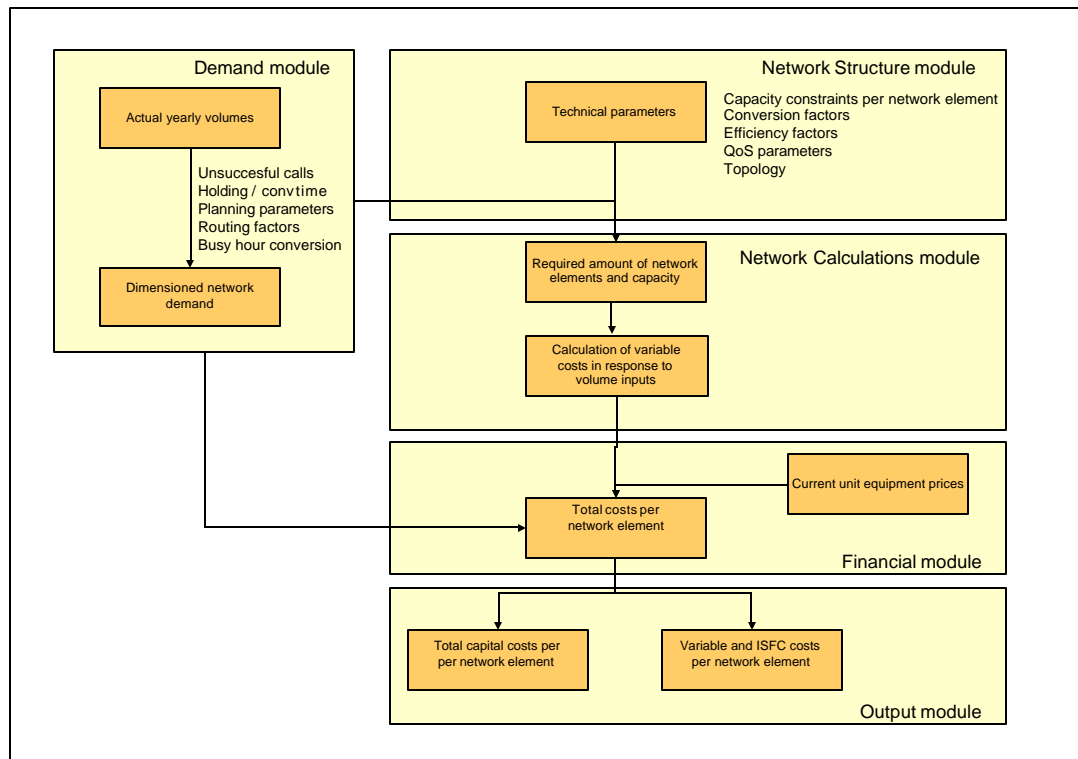 Demand module
Actual yearly volumes
Unsuccesful calls
Holding / convtime
Planning parameters
Routing factors
Busy hour conversion
Dimensioned network
demand
Network Structure module
Technical parameters
Capacity constraints per network element
Conversion factors
Efficiency factors
QoS parameters
Topology
Network Calculations module
Required amount of network
elements and capacity
Calculation of variable
costs in response to
volume inputs
Current unit equipment prices
Total costs per
network element
Financial module
Total capital costs per
per network element
Variable and ISFC costs
per network element
Output module